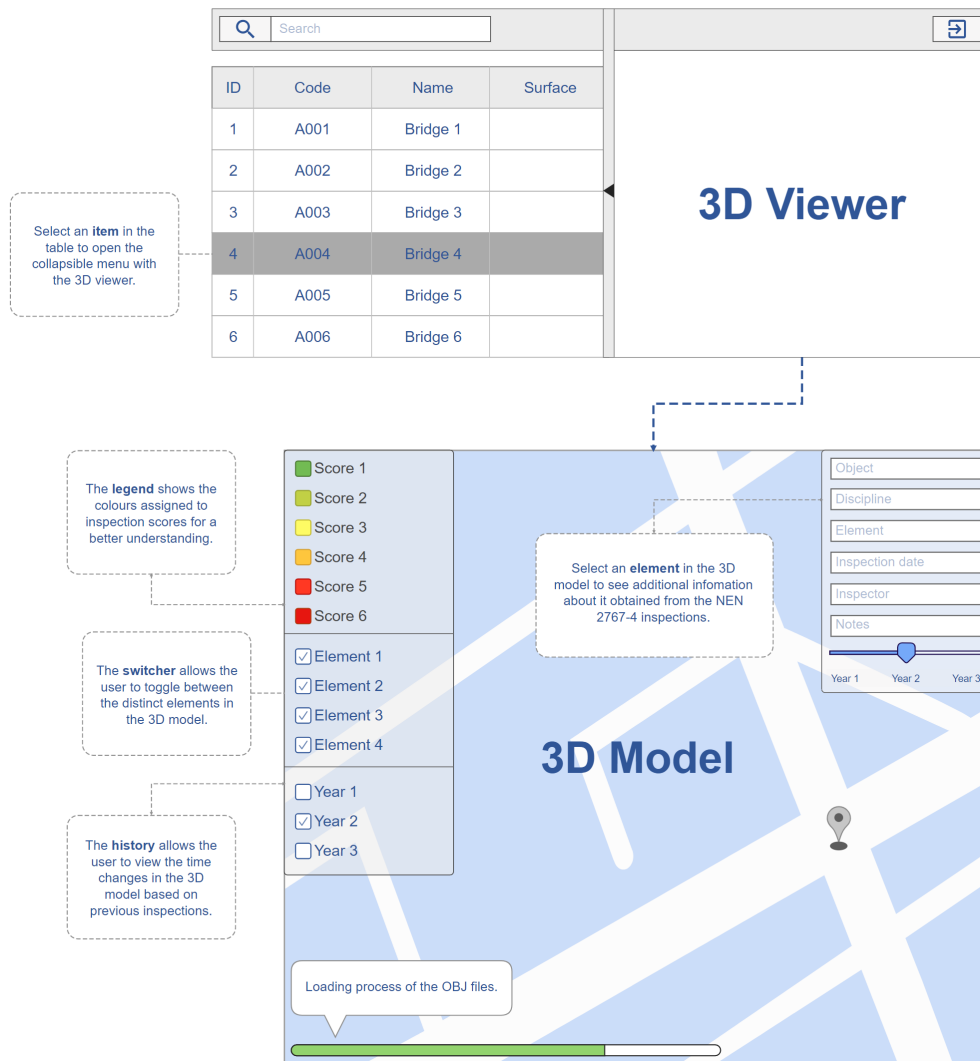 Search
ID Code Name Surface
1 A001 Bridge 1
2 A002 Bridge 2
3 A003 Bridge 3
4 A004 Bridge 4
5 A005 Bridge 5
6 A006 Bridge 6
Select an item in the
table to open the
collapsible menu with
the 3D viewer.
3D Viewer
The legend shows the
colours assigned to
inspection scores for a
better understanding.
The switcher allows the
user to toggle between
the distinct elements in
the 3D model.
The history allows the
user to view the time
changes in the 3D
model based on
previous inspections.
Score 1
Score 2
Score 3
Score 4
Score 5
Score 6
Element 1
Element 2
Element 3
Element 4
Year 1
Year 2
Year 3
Select an element in the 3D
model to see additional infomation
about it obtained from the NEN
2767-4 inspections.
3D Model
Object
Discipline
Element
Inspection date
Inspector
Notes
Year 1 Year 2 Year 3
Loading process of the OBJ files.